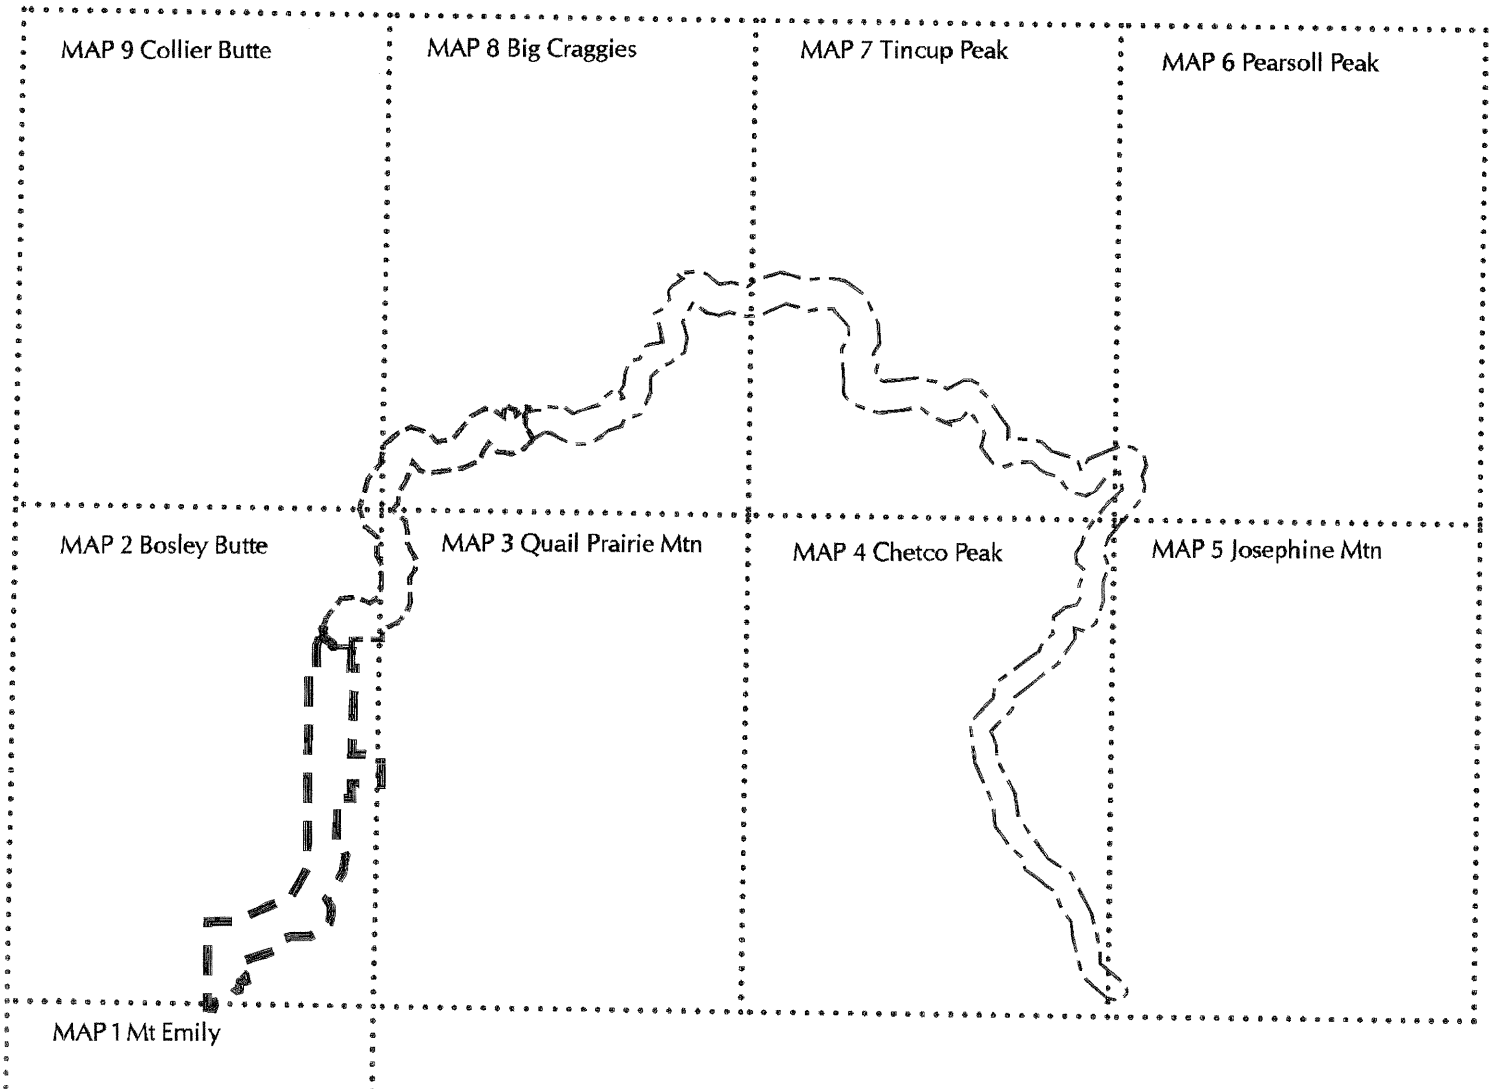 MAP 9 Collier Butte
MAP 8 Big Craggies
MAP 7 Tincup Peak
MAP 6 Pearsoll Peak
MAP 2 Bosley Butte
MAP 3 Quail Prairie Mtn
MAP 4 Chetco Peak
MAP 5 Josephine Mtn
MAP 1 Mt Emily